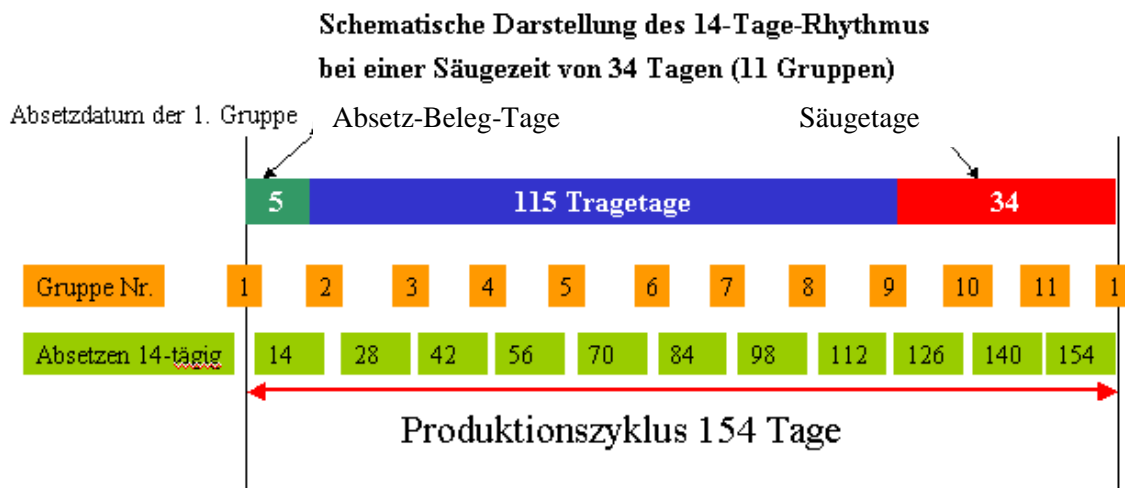 Schematische Darstellung des 14-Tage-Rhythmus
bei einer Säugezeit von 34 Tagen (11 Gruppen)
Absetzdatum der 1. Gruppe Absetz-Beleg-Tage Säugetage
5 115 Tragetage 34
Gruppe Nr. 1 2 3 4 5 6 7 8 9 10 11 1
Absetzen 14-tägig 14 28 42 56 70 84 98 112 126 140 154
Produktionszyklus 154 Tage